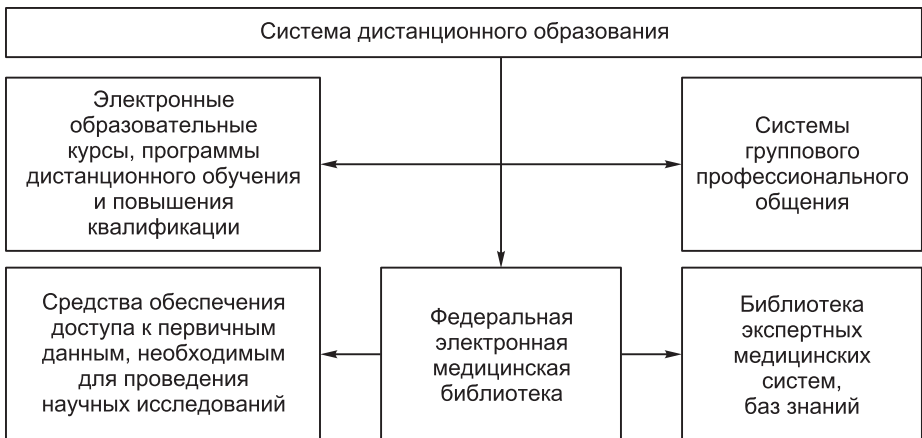 Система дистанционного образования
Электронные
образовательные
курсы, программы
дистанционного обучения
и повышения
квалификации
Системы
группового
профессионального
общения
Средства обеспечения
доступа к первичным
данным, необходимым
для проведения
научных исследований
Федеральная
электронная
медицинская
библиотека
Библиотека
экспертных
медицинских
систем,
баз знаний